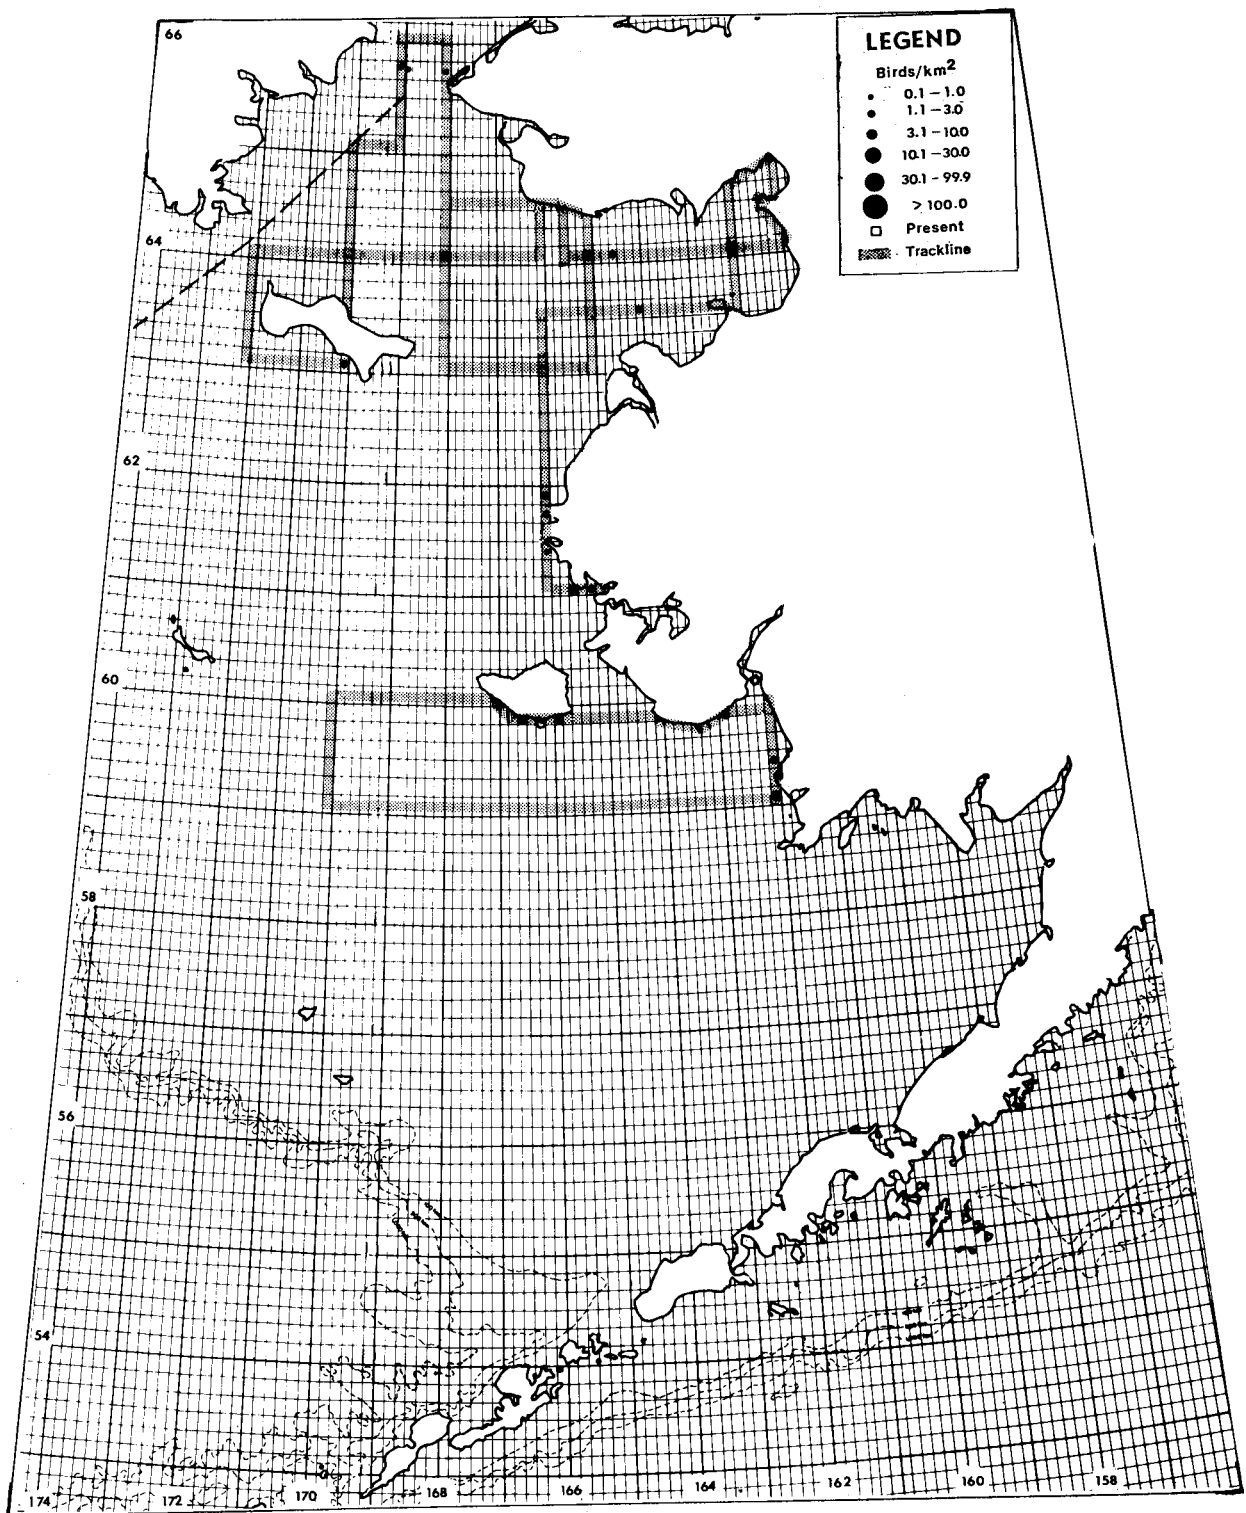 66
LEGEND
Birds/km2
0.1 – 1.0
1.1 – 3.0
3.1 – 10.0
10.1 – 30.0
30.1 – 99.9
> 100.0
Present
Trackline
64
62
60
58
56
54
174 172 170 168 166 164 162 160 158